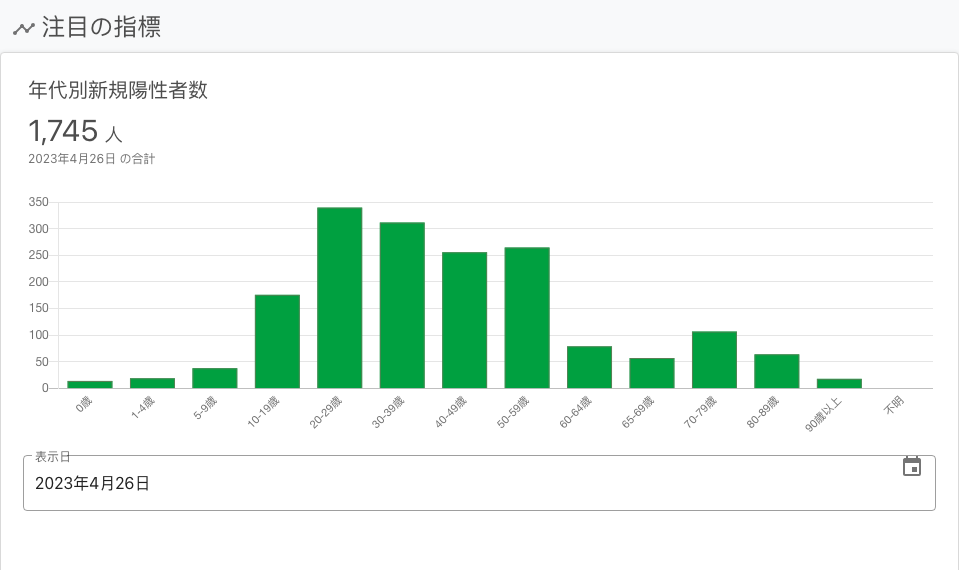 注目の指標
年代別新規陽性者数
1,745 人
2023年4月26日 の合計
350
300
250
200
150
100
50
0
0歳
1-4歳
5-9歳
10-19歳
20-29歳
30-39歳
40-49歳
50-59歳
60-64歳
65-69歳
70-79歳
80-89歳
90歳以上
不明
表示日
2023年4月26日